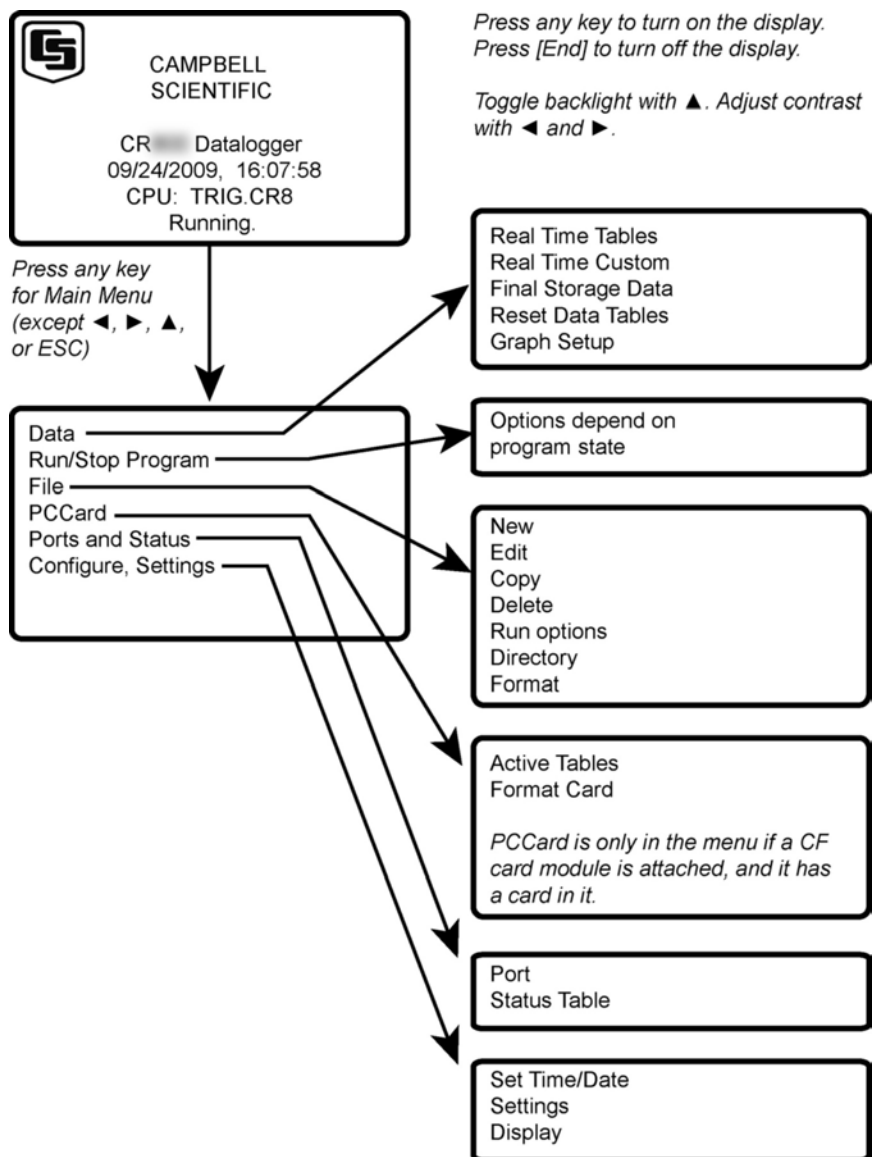 CAMPBELL
SCIENTIFIC
CR Datalogger
09/24/2009, 16:07:58
CPU: TRIG.CR8
Running.
Press any key to turn on the display.
Press [End] to turn off the display.
Toggle backlight with ▲. Adjust contrast
with ◄ and ►.
Press any key
for Main Menu
(except ◄, ►, ▲,
or ESC)
Data
Run/Stop Program
File
PCCard
Ports and Status
Configure, Settings
Real Time Tables
Real Time Custom
Final Storage Data
Reset Data Tables
Graph Setup
Options depend on
program state
New
Edit
Copy
Delete
Run options
Directory
Format
Active Tables
Format Card
PCCard is only in the menu if a CF
card module is attached, and it has
a card in it.
Port
Status Table
Set Time/Date
Settings
Display